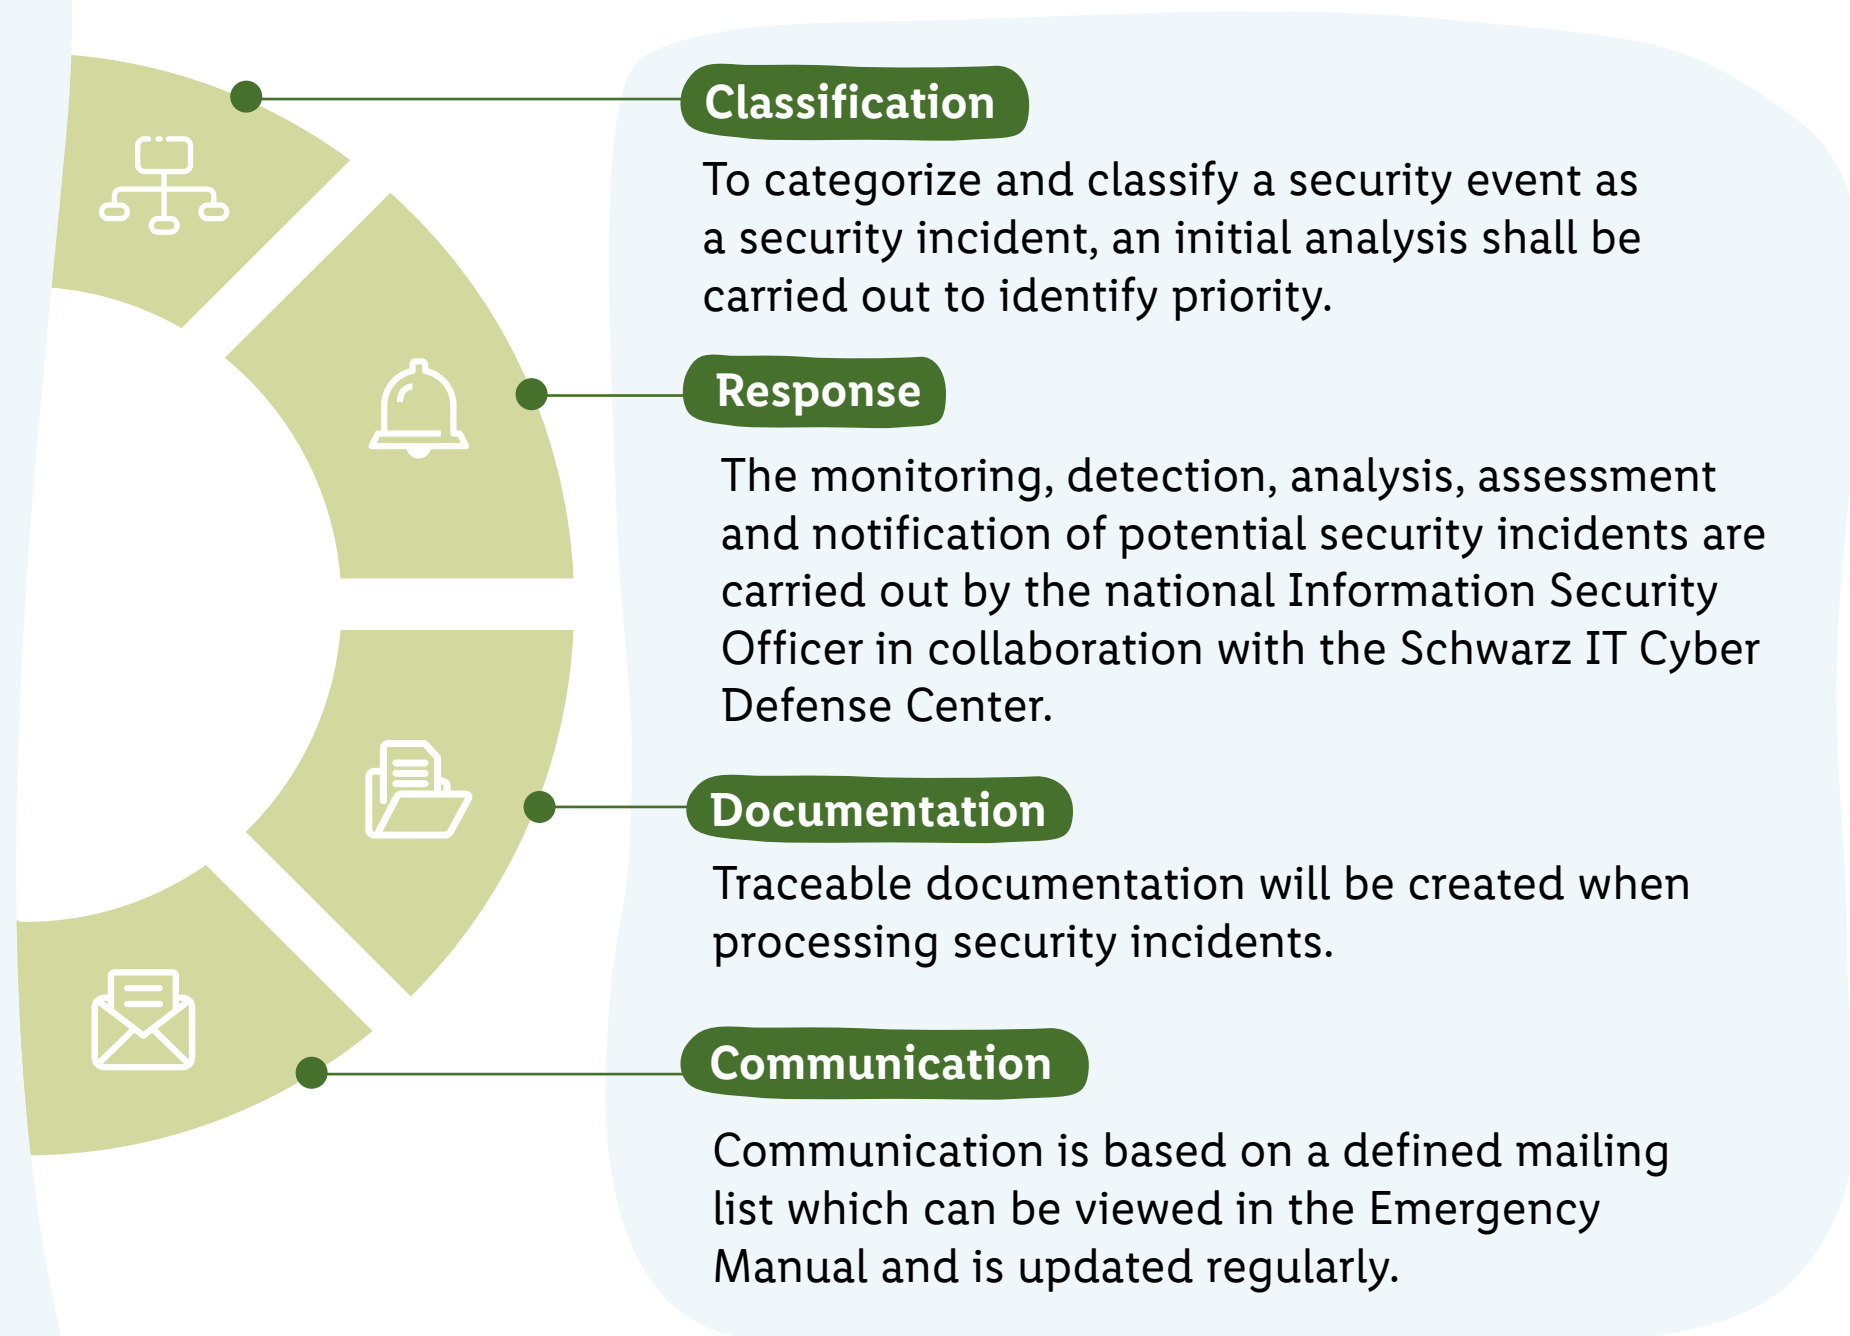 Classification
To categorize and classify a security event as
a security incident, an initial analysis shall be
carried out to identify priority.
Response
The monitoring, detection, analysis, assessment
and notification of potential security incidents are
carried out by the national Information Security
Officer in collaboration with the Schwarz IT Cyber
Defense Center.
Documentation
Traceable documentation will be created when
processing security incidents.
Communication
Communication is based on a defined mailing
list which can be viewed in the Emergency
Manual and is updated regularly.